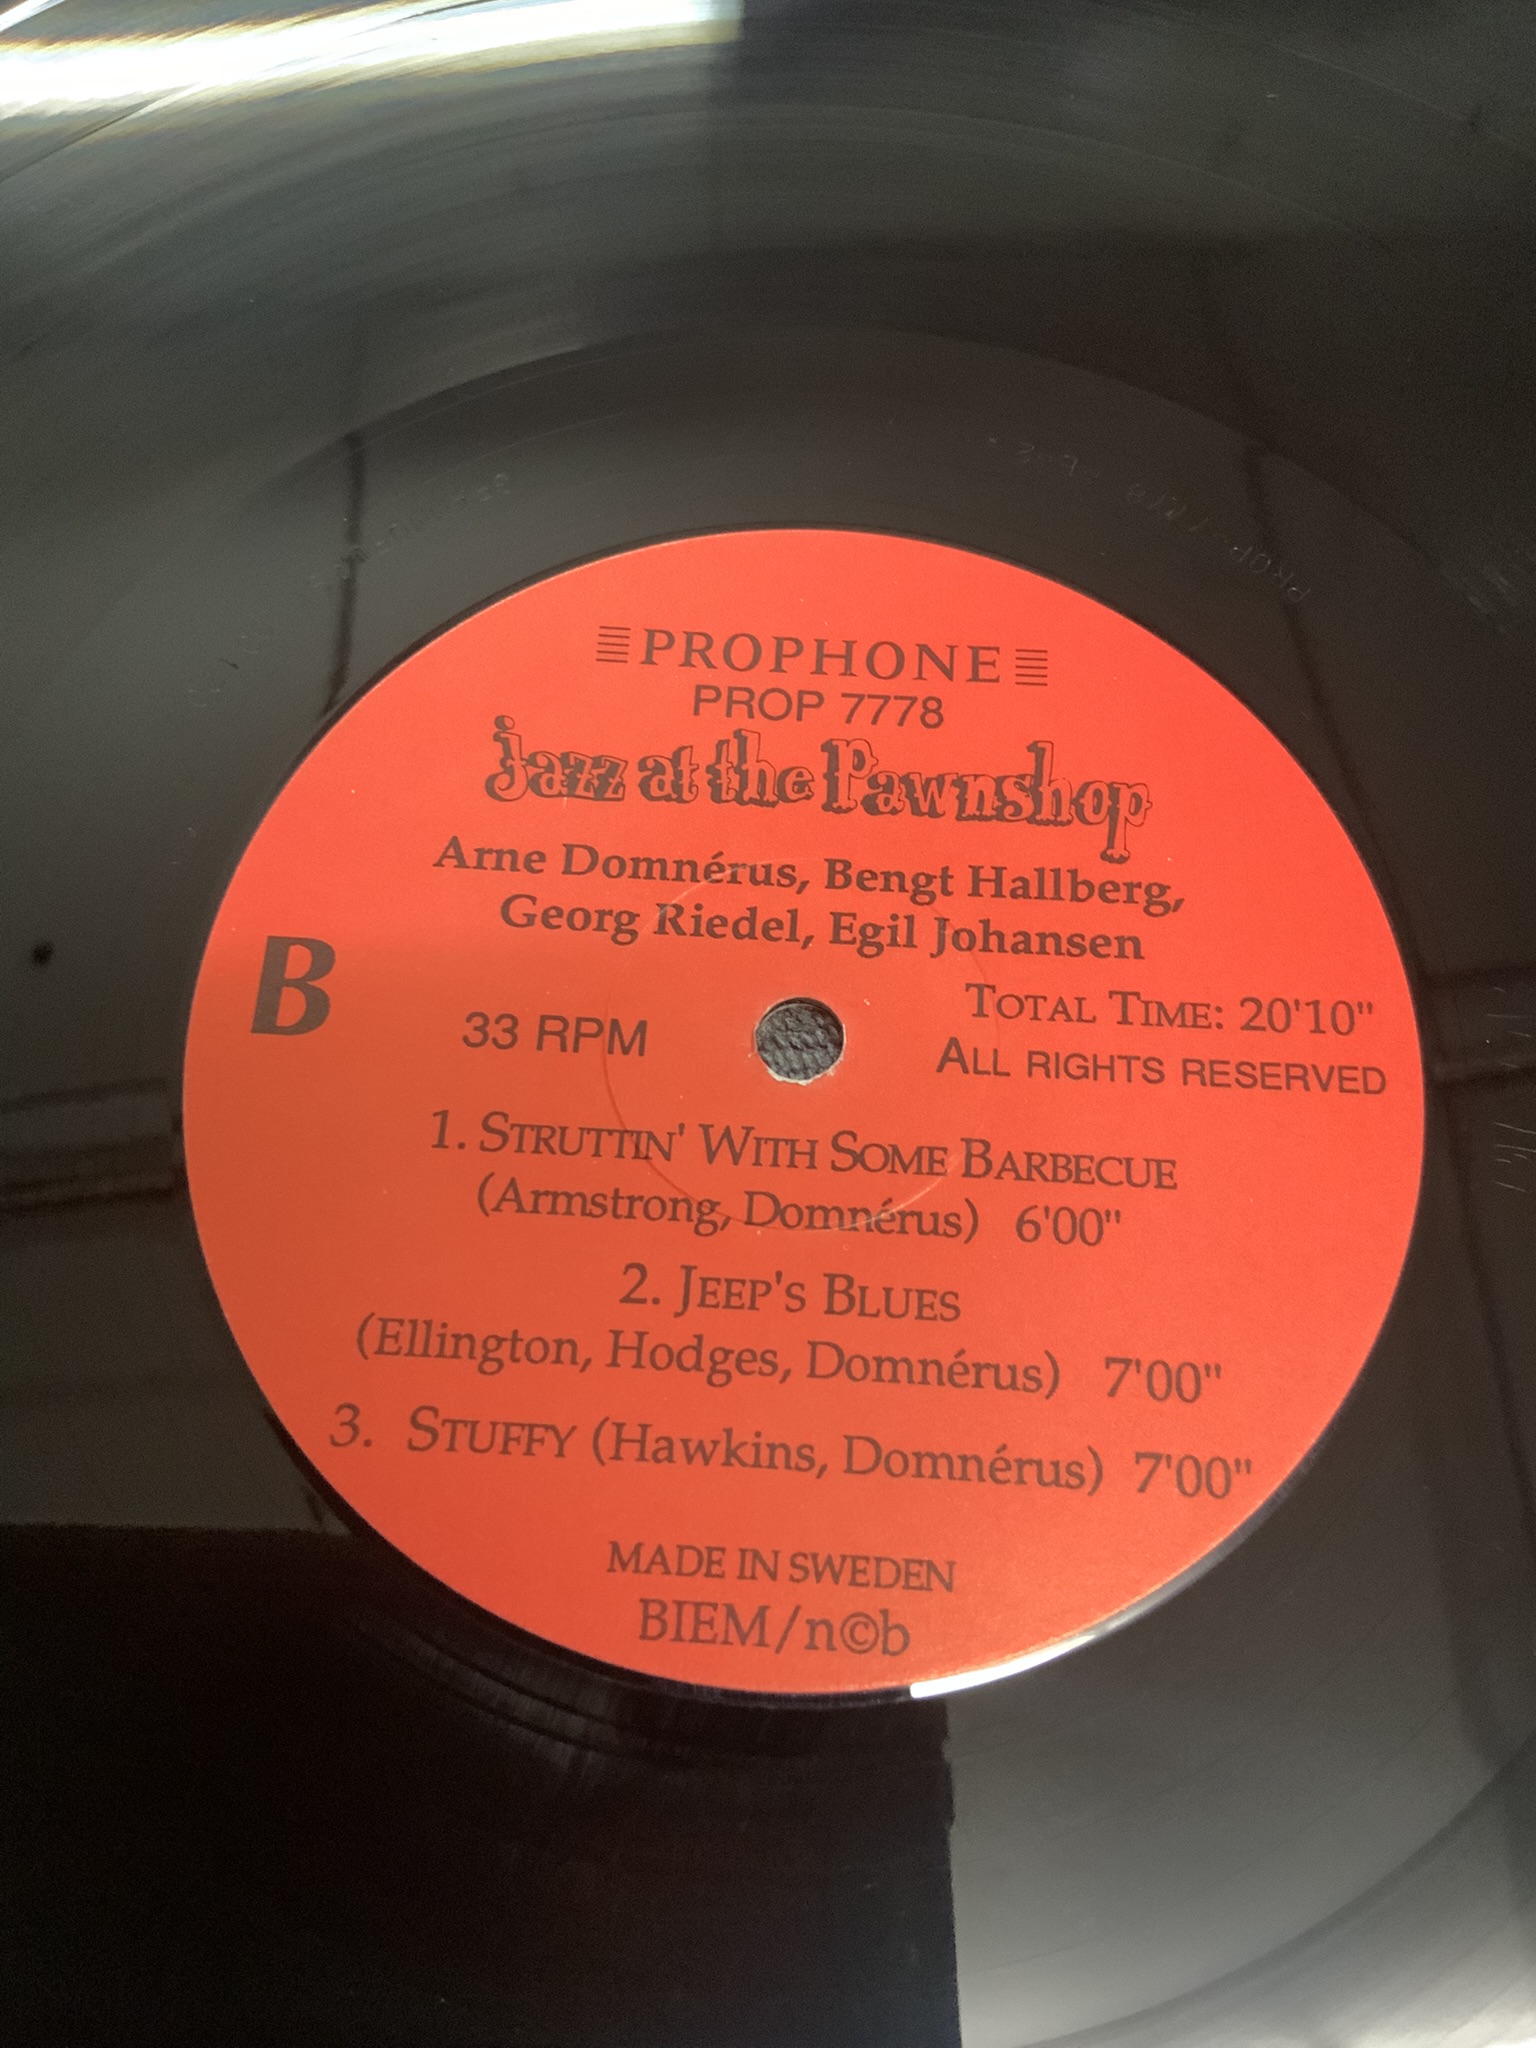 PROPHONE
PROP 7778
Jazz at the Pawnshop
Arne Domnérus, Bengt Hallberg,
Georg Riedel, Egil Johansen
B
33 RPM
TOTAL TIME: 20'10"
ALL RIGHTS RESERVED
1. STRUTTIN' WITH SOME BARBECUE
(Armstrong, Domnérus) 6'00"
2. JEEP'S BLUES
(Ellington, Hodges, Domnérus) 7'00"
3. STUFFY (Hawkins, Domnérus) 7'00"
MADE IN SWEDEN
BIEM/n©b